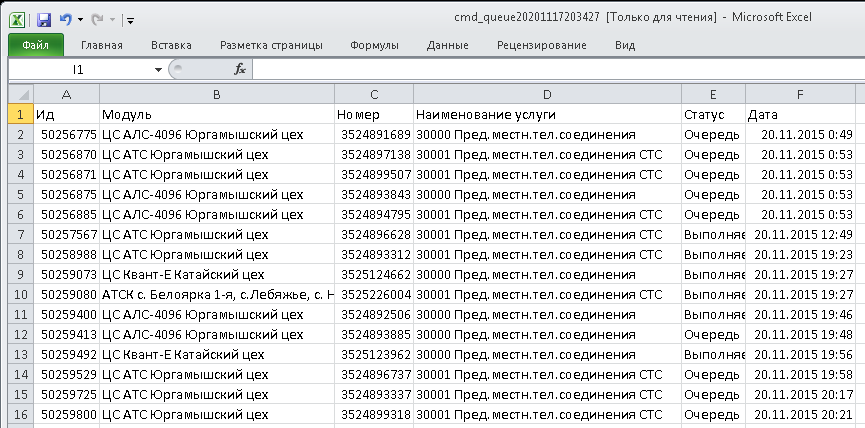 cmd_queue20201117203427 [Только для чтения] - Microsoft Excel
Файл Главная Вставка Разметка страницы Формулы Данные Рецензирование Вид
I1 fx
A B C D E F
1 Ид Модуль Номер Наименование услуги Статус Дата
2 50256775 ЦС АЛС-4096 Юргамышский цех 3524891689 30000 Пред.местн.тел.соединения Очередь 20.11.2015 0:49
3 50256870 ЦС АТС Юргамышский цех 3524897138 30001 Пред.местн.тел.соединения СТС Очередь 20.11.2015 0:53
4 50256871 ЦС АТС Юргамышский цех 3524899507 30001 Пред.местн.тел.соединения СТС Очередь 20.11.2015 0:53
5 50256875 ЦС АЛС-4096 Юргамышский цех 3524893843 30000 Пред.местн.тел.соединения Очередь 20.11.2015 0:53
6 50256885 ЦС АЛС-4096 Юргамышский цех 3524894795 30001 Пред.местн.тел.соединения СТС Очередь 20.11.2015 0:53
7 50257567 ЦС АТС Юргамышский цех 3524896628 30001 Пред.местн.тел.соединения СТС Выполняе 20.11.2015 12:49
8 50258988 ЦС АТС Юргамышский цех 3524893312 30001 Пред.местн.тел.соединения СТС Выполняе 20.11.2015 19:23
9 50259073 ЦС Квант-Е Катайский цех 3525124662 30000 Пред.местн.тел.соединения Выполняе 20.11.2015 19:27
10 50259080 АТСК с. Белоярка 1-я, с.Лебяжье, с. Н 3525226004 30001 Пред.местн.тел.соединения СТС Выполняе 20.11.2015 19:27
11 50259400 ЦС АЛС-4096 Юргамышский цех 3524892506 30000 Пред.местн.тел.соединения Выполняе 20.11.2015 19:46
12 50259413 ЦС АЛС-4096 Юргамышский цех 3524893885 30000 Пред.местн.тел.соединения Очередь 20.11.2015 19:48
13 50259492 ЦС Квант-Е Катайский цех 3525123962 30000 Пред.местн.тел.соединения Выполняе 20.11.2015 19:56
14 50259529 ЦС АТС Юргамышский цех 3524896737 30001 Пред.местн.тел.соединения СТС Очередь 20.11.2015 19:58
15 50259725 ЦС АТС Юргамышский цех 3524893337 30001 Пред.местн.тел.соединения СТС Очередь 20.11.2015 20:17
16 50259800 ЦС АТС Юргамышский цех 3524899318 30001 Пред.местн.тел.соединения СТС Очередь 20.11.2015 20:21